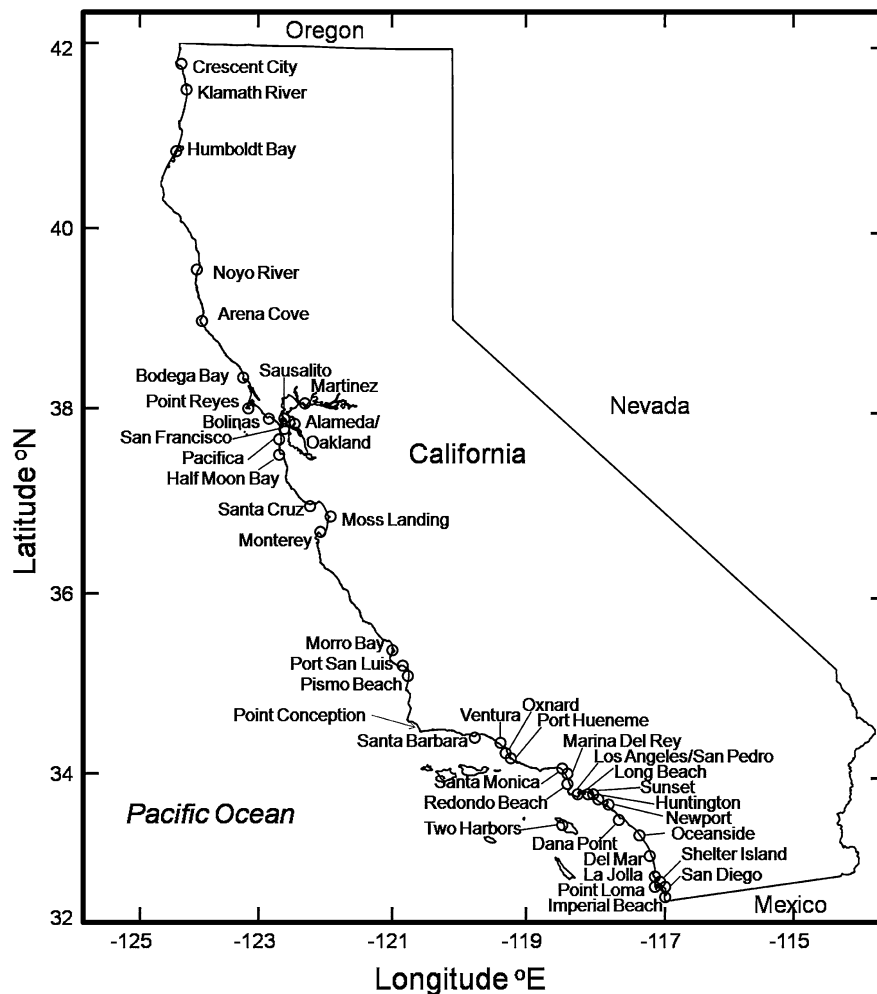 Oregon
42
Crescent City
Klamath River
Humboldt Bay
40
Noyo River
Arena Cove
Sausalito
Bodega Bay
Martinez
Point Reyes
38
Nevada
Bolinas
Alameda/
San Francisco
Oakland
Pacifica
California
Half Moon Bay
Santa Cruz
Moss Landing
Monterey
Latitude ºN
36
Morro Bay
Port San Luis
Pismo Beach
Oxnard
Point Conception
Ventura
Port Hueneme
Santa Barbara
Marina Del Rey
Los Angeles/San Pedro
34
Santa Monica
Long Beach
Sunset
Redondo Beach
Huntington
Pacific Ocean
Newport
Two Harbors
Oceanside
Dana Point
Shelter Island
Del Mar
La Jolla
San Diego
Point Loma
Imperial Beach
Mexico
32
-125
-123
-121
-119
-117
-115
Longitude ºE